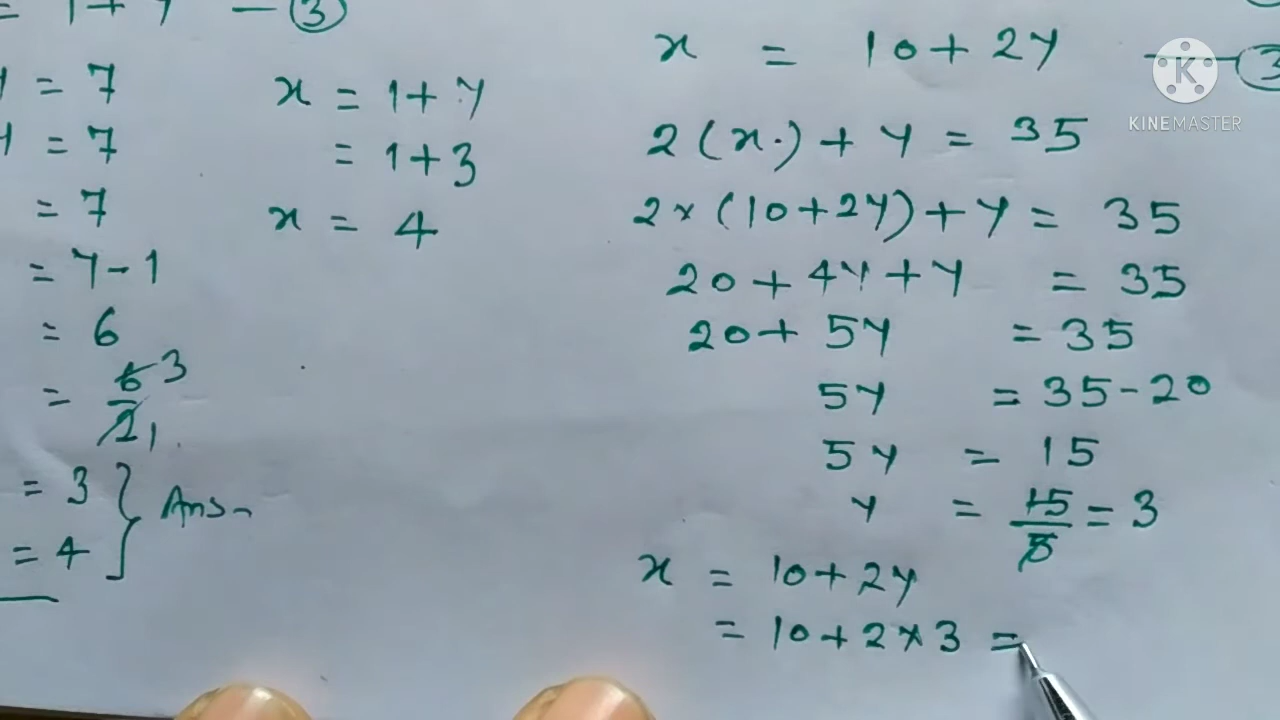 = 1 + y — ③
y = 7
y = 7
= 7
= 7 - 1
= 6
= 6/2 3 1
= 3 } Ans
= 4
x = 1 + y
= 1 + 3
x = 4
x = 10 + 2y — ③
2 (x.) + y = 35
2 × (10 + 2y) + y = 35
20 + 4y + y = 35
20 + 5y = 35
5y = 35 - 20
5y = 15
y = 15/5 = 3
x = 10 + 2y
= 10 + 2 × 3 =
K
KINEMASTER